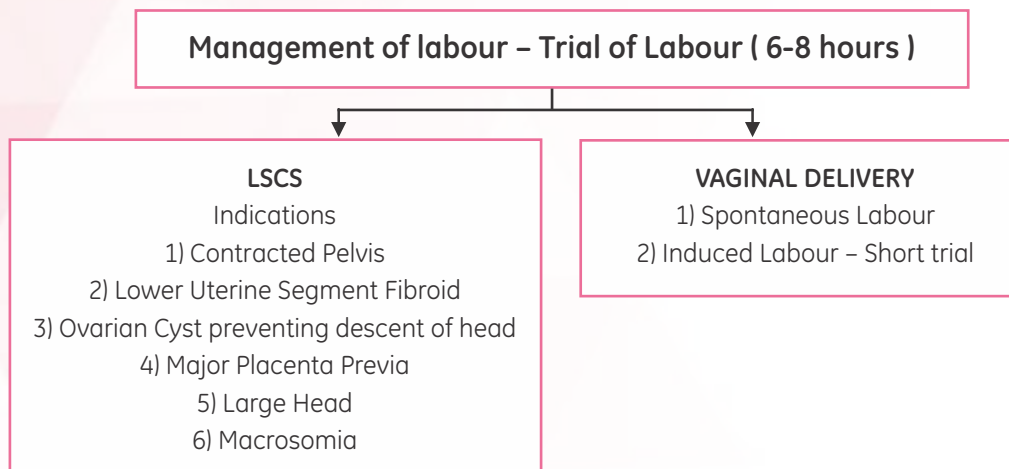 Management of labour – Trial of Labour ( 6-8 hours )
LSCS
Indications
1) Contracted Pelvis
2) Lower Uterine Segment Fibroid
3) Ovarian Cyst preventing descent of head
4) Major Placenta Previa
5) Large Head
6) Macrosomia
VAGINAL DELIVERY
1) Spontaneous Labour
2) Induced Labour – Short trial